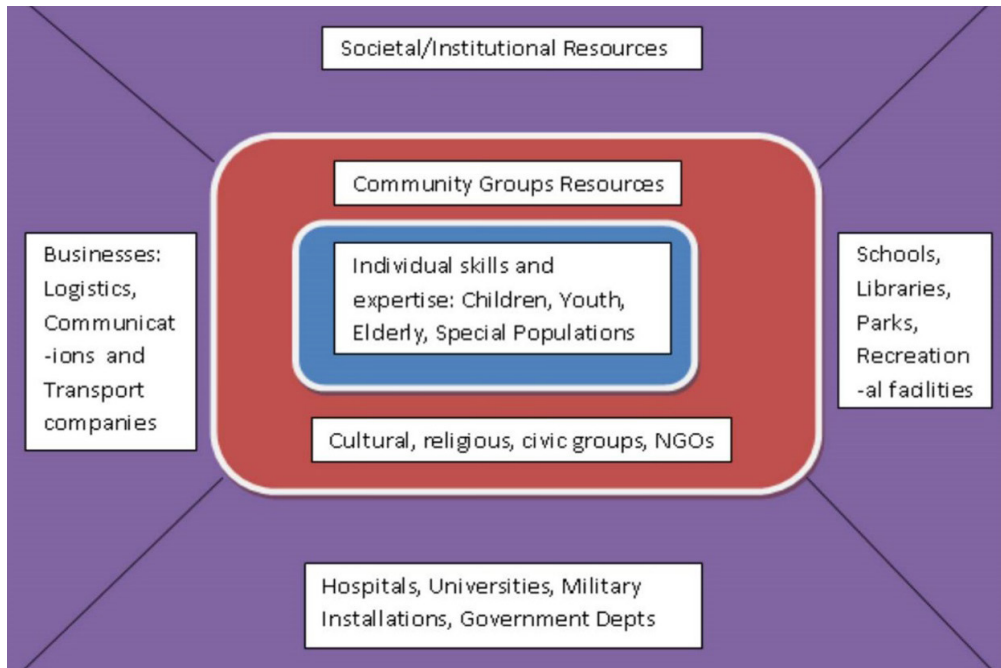 Societal/Institutional Resources
Community Groups Resources
Businesses:
Logistics,
Communicat
-ions and
Transport
companies
Individual skills and
expertise: Children, Youth,
Elderly, Special Populations
Schools,
Libraries,
Parks,
Recreation
-al facilities
Cultural, religious, civic groups, NGOs
Hospitals, Universities, Military
Installations, Government Depts